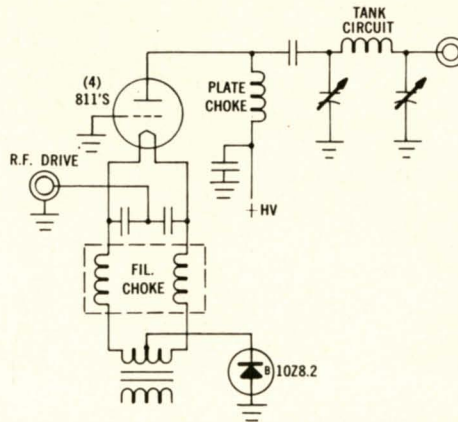 TANK
CIRCUIT
(4)
811'S
PLATE
CHOKE
R.F. DRIVE
+HV
FIL.
CHOKE
B
10Z8.2